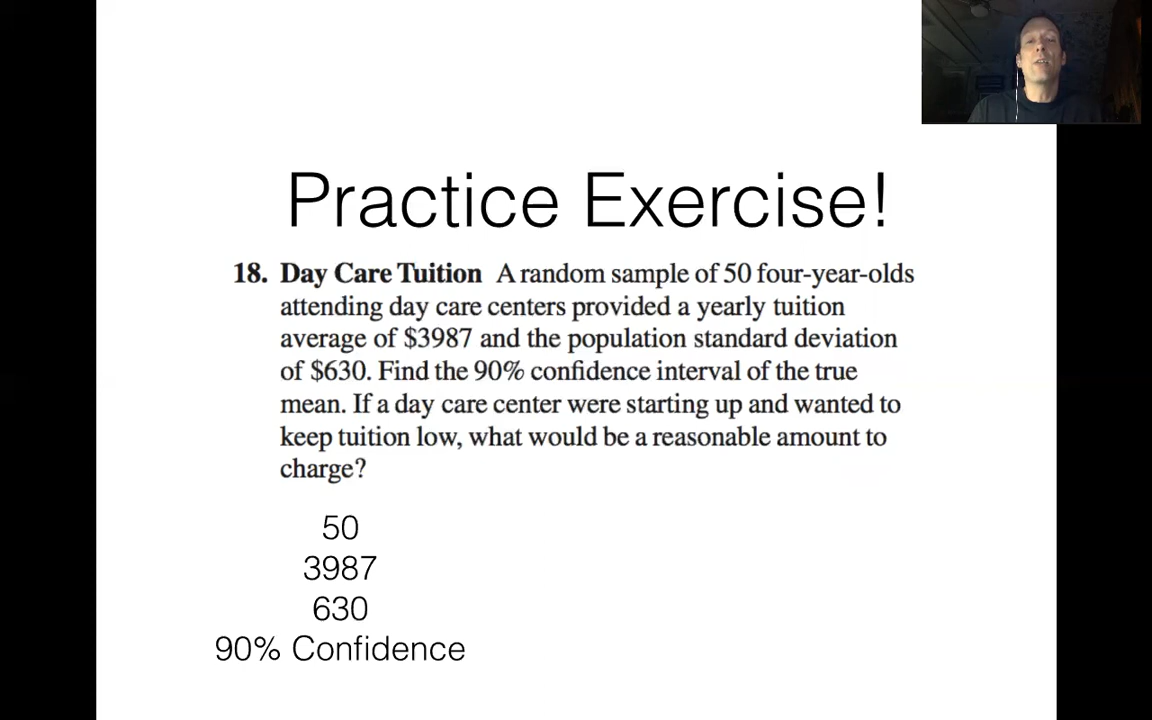 Practice Exercise!
18. Day Care Tuition A random sample of 50 four-year-olds
attending day care centers provided a yearly tuition
average of $3987 and the population standard deviation
of $630. Find the 90% confidence interval of the true
mean. If a day care center were starting up and wanted to
keep tuition low, what would be a reasonable amount to
charge?
50
3987
630
90% Confidence